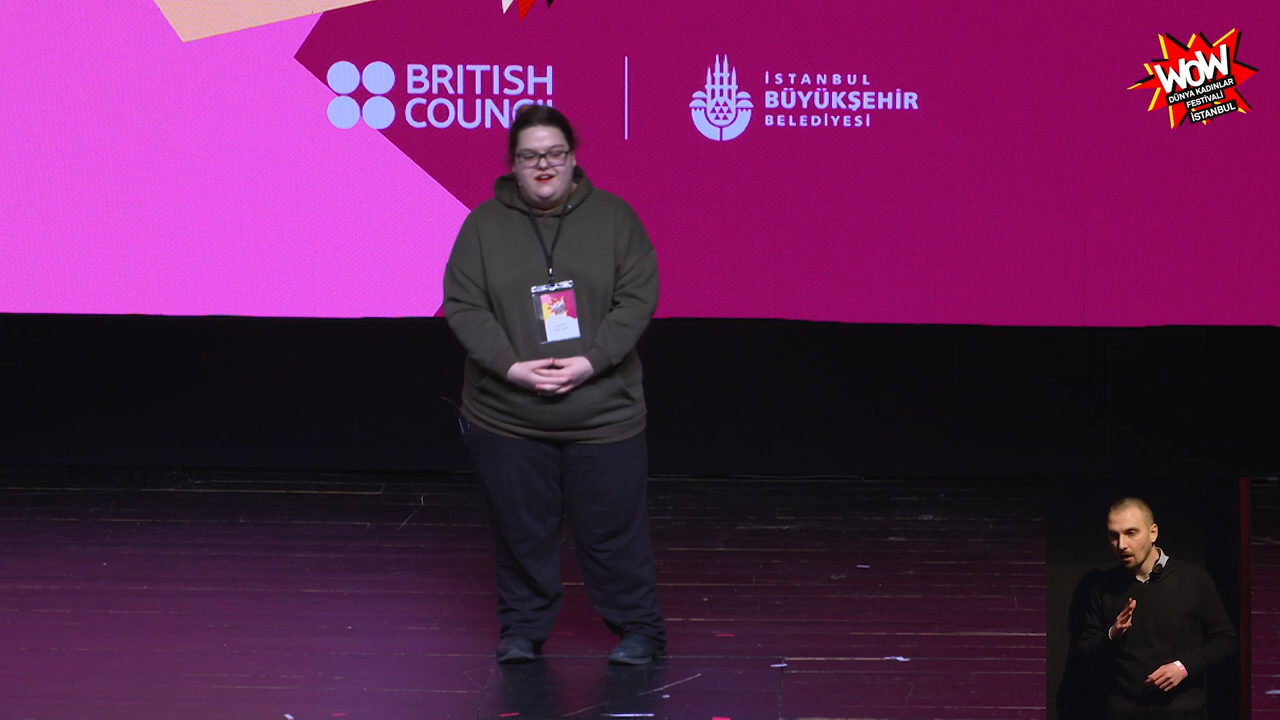 BRITISH
COUNCIL
İSTANBUL
BÜYÜKŞEHİR
BELEDİYESİ
WOW
DÜNYA KADINLAR
FESTİVALİ
İSTANBUL